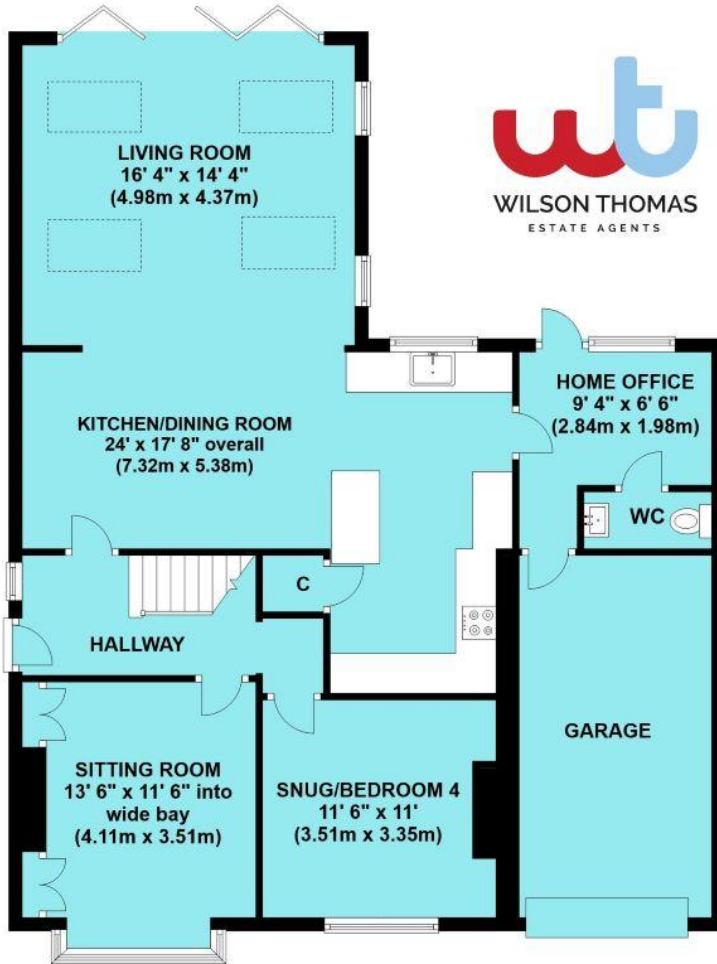 LIVING ROOM
16' 4" x 14' 4"
(4.98m x 4.37m)
wt
WILSON THOMAS
ESTATE AGENTS
KITCHEN/DINING ROOM
24' x 17' 8" overall
(7.32m x 5.38m)
HOME OFFICE
9' 4" x 6' 6"
(2.84m x 1.98m)
WC
C
HALLWAY
SITTING ROOM
13' 6" x 11' 6" into
wide bay
(4.11m x 3.51m)
SNUG/BEDROOM 4
11' 6" x 11'
(3.51m x 3.35m)
GARAGE